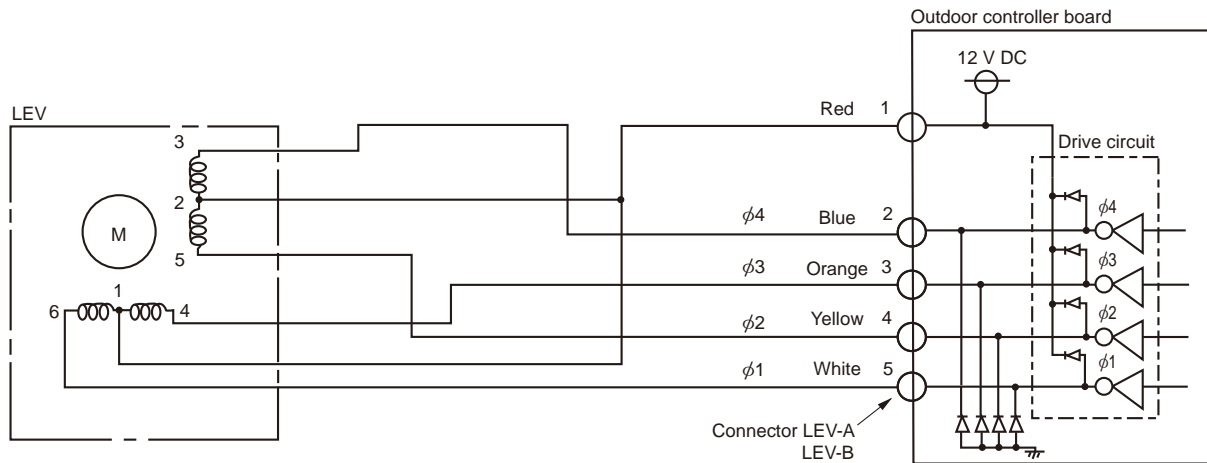 Outdoor controller board
12 V DC
LEV
Red 1
3
Drive circuit
2
M
5
ϕ4 Blue 2 ϕ4
ϕ3 Orange 3 ϕ3
1
6 4
ϕ2 Yellow 4 ϕ2
ϕ1 White 5 ϕ1
Connector LEV-A
LEV-B